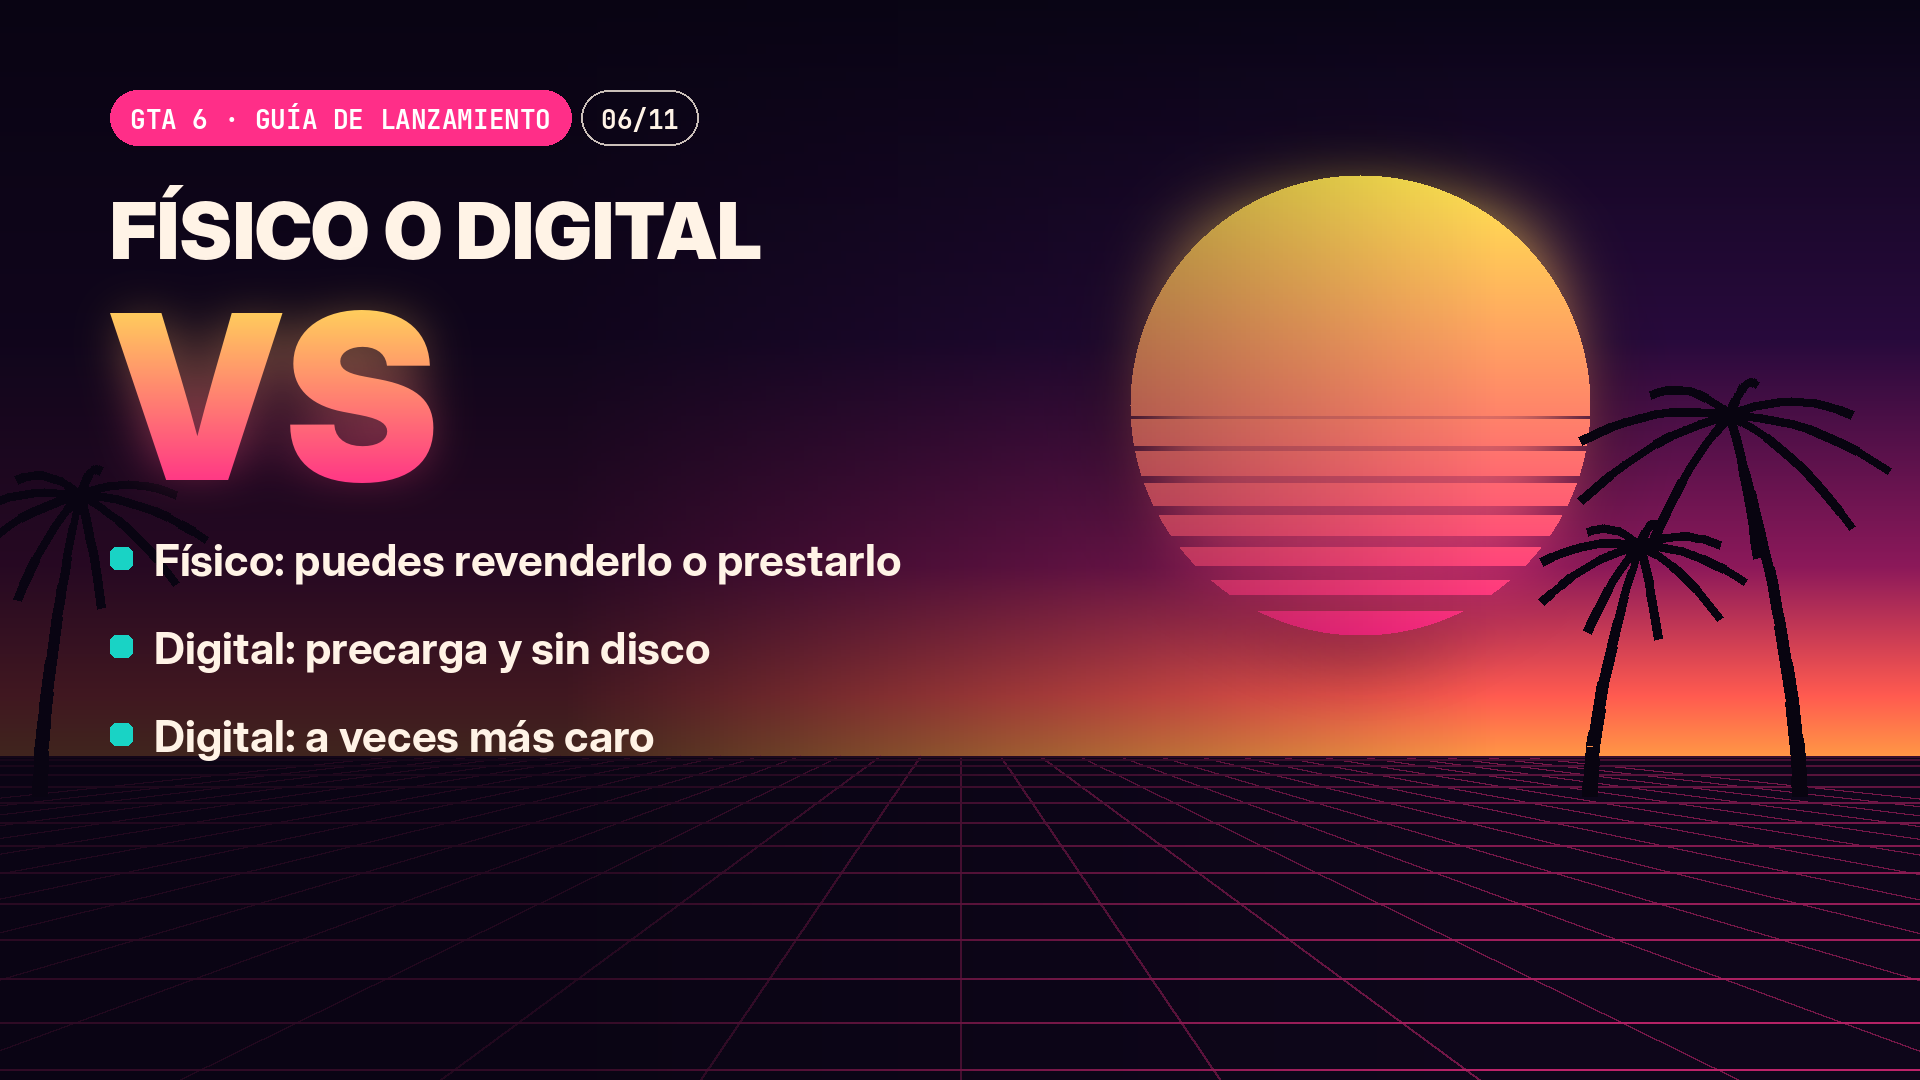 GTA 6 · GUÍA DE LANZAMIENTO
06/11
FÍSICO O DIGITAL
VS
Físico: puedes revenderlo o prestarlo
Digital: precarga y sin disco
Digital: a veces más caro